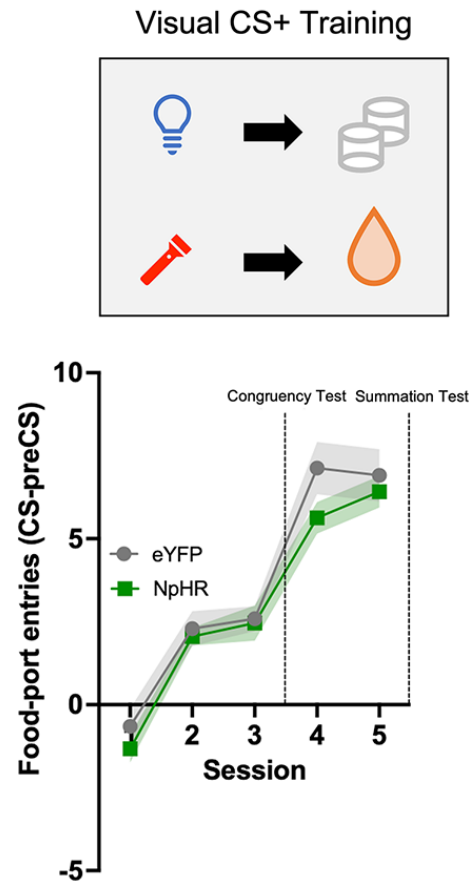 Visual CS+ Training
10
Congruency Test
Summation Test
5
eYFP
NpHR
0
2
3
4
5
Session
-5
Food-port entries (CS-preCS)